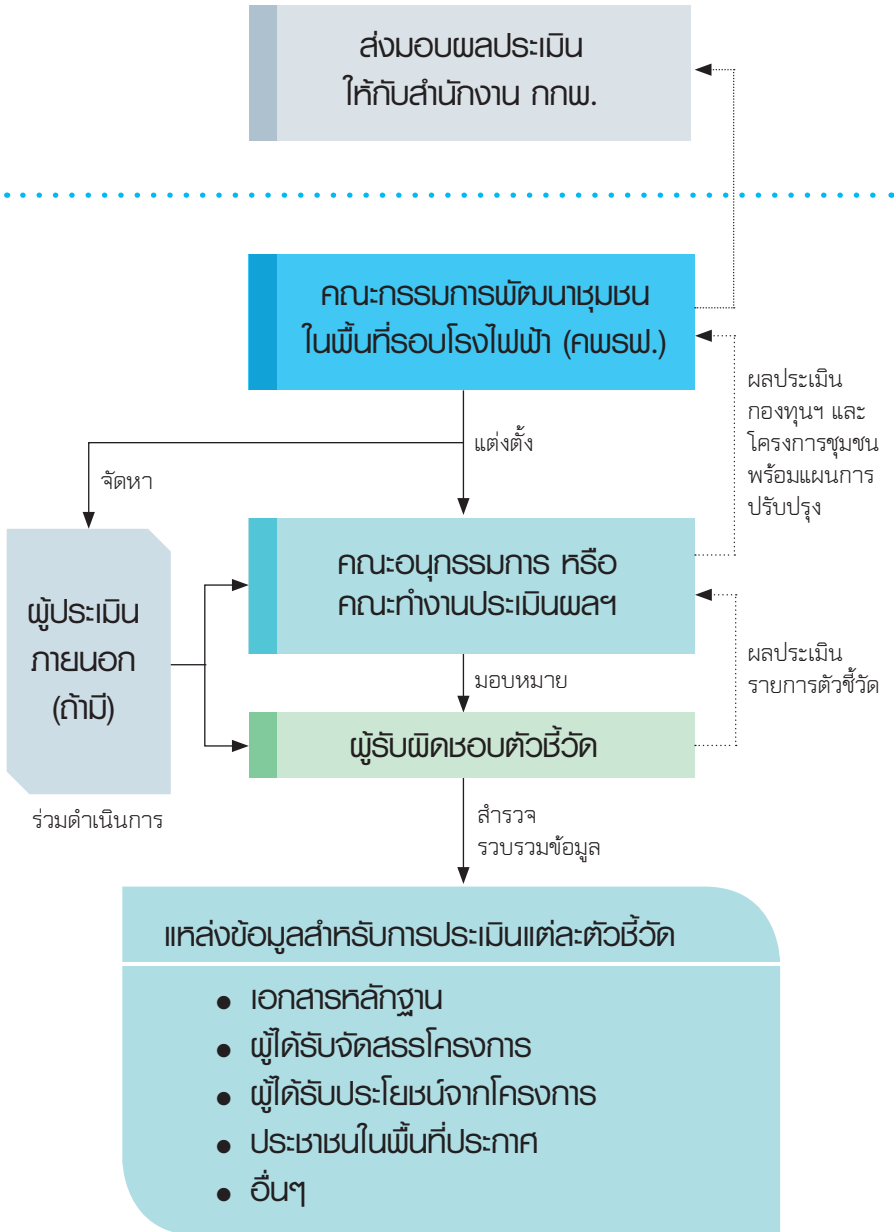 ส่งมอบผลประเมิน
ให้กับสำนักงาน กกพ.
คณะกรรมการพัฒนาชุมชน
ในพื้นที่รอบโรงไฟฟ้า (คพรฟ.)
ผลประเมิน
กองทุนฯ และ
โครงการชุมชน
พร้อมแผนการ
ปรับปรุง
แต่งตั้ง
จัดหา
ผู้ประเมิน
ภายนอก
(ถ้ามี)
ร่วมดำเนินการ
คณะอนุกรรมการ หรือ
คณะทำงานประเมินผลฯ
ผลประเมิน
รายการตัวชี้วัด
มอบหมาย
ผู้รับผิดชอบตัวชี้วัด
สำรวจ
รวบรวมข้อมูล
แหล่งข้อมูลสำหรับการประเมินแต่ละตัวชี้วัด
• เอกสารหลักฐาน
• ผู้ได้รับจัดสรรโครงการ
• ผู้ได้รับประโยชน์จากโครงการ
• ประชาชนในพื้นที่ประกาศ
• อื่นๆ